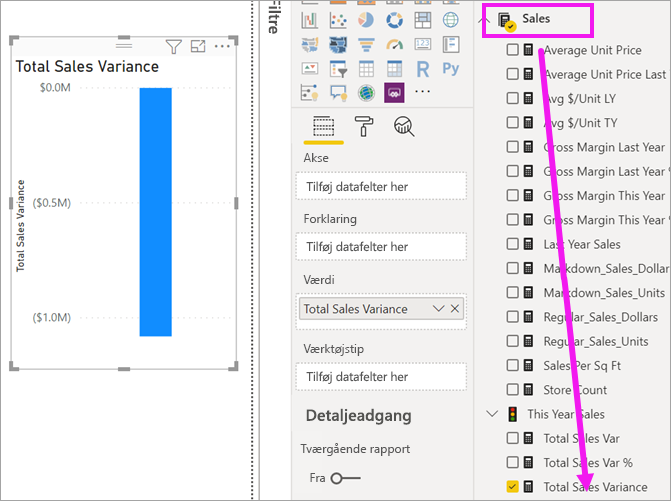 Total Sales Variance
$0.0M
($0.5M)
($1.0M)
Total Sales Variance
Filtre
R
Py
123
Akse
Tilføj datafelter her
Forklaring
Tilføj datafelter her
Værdi
Total Sales Variance
Værktøjstip
Tilføj datafelter her
Detaljeadgang
Tværgående rapport
Fra
Sales
Average Unit Price
Average Unit Price Last
Avg $/Unit LY
Avg $/Unit TY
Gross Margin Last Year
Gross Margin Last Year %
Gross Margin This Year
Gross Margin This Year %
Last Year Sales
Markdown_Sales_Dollar
Markdown_Sales_Units
Regular_Sales_Dollars
Regular_Sales_Units
Sales Per Sq Ft
Store Count
This Year Sales
Total Sales Var
Total Sales Var %
Total Sales Variance